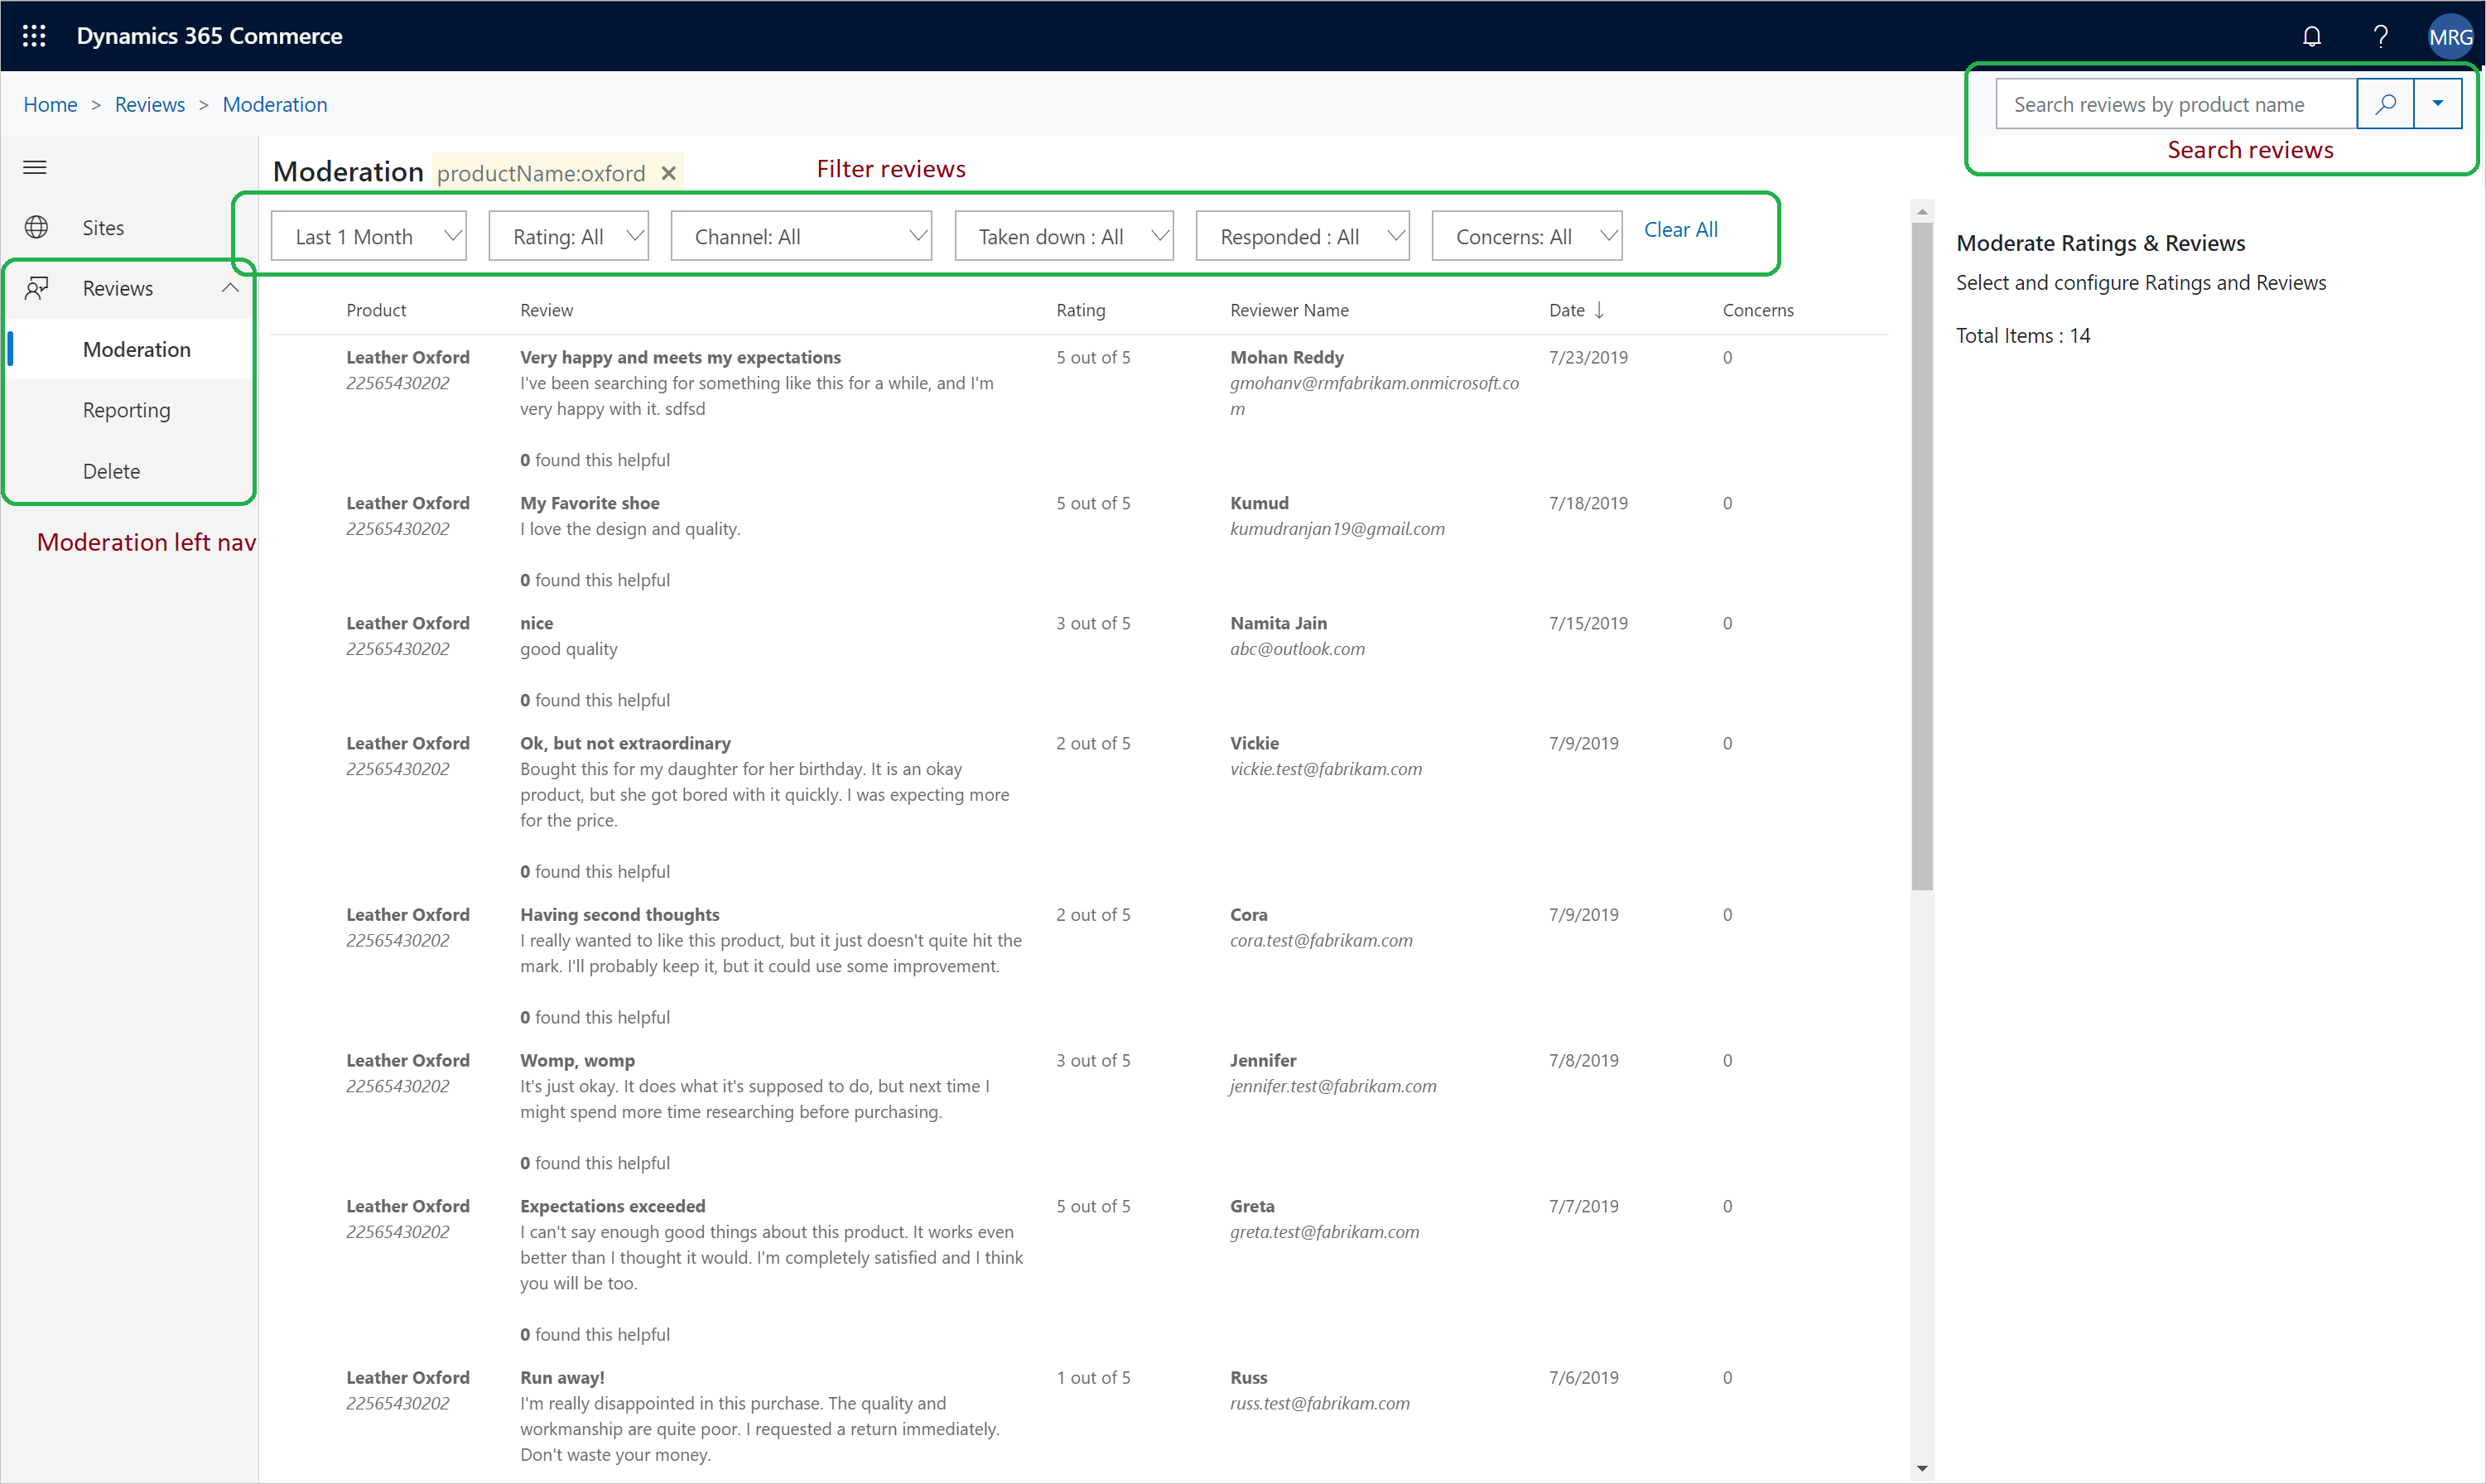 Dynamics 365 Commerce
MRG
Home > Reviews > Moderation
Search reviews by product name
Search reviews
Moderation productName:oxford
Filter reviews
Sites
Reviews
Moderation
Reporting
Delete
Moderation left nav
Last 1 Month Rating: All Channel: All Taken down : All Responded : All Concerns: All Clear All
Product Review Rating Reviewer Name Date ↓ Concerns
Leather Oxford Very happy and meets my expectations 5 out of 5 Mohan Reddy 7/23/2019 0
22565430202 I've been searching for something like this for a while, and I'm gmohanv@rmfabrikam.onmicrosoft.co
very happy with it. sdfsd m
0 found this helpful
Leather Oxford My Favorite shoe 5 out of 5 Kumud 7/18/2019 0
22565430202 I love the design and quality. kumudranjan19@gmail.com
0 found this helpful
Leather Oxford nice 3 out of 5 Namita Jain 7/15/2019 0
22565430202 good quality abc@outlook.com
0 found this helpful
Leather Oxford Ok, but not extraordinary 2 out of 5 Vickie 7/9/2019 0
22565430202 Bought this for my daughter for her birthday. It is an okay vickie.test@fabrikam.com
product, but she got bored with it quickly. I was expecting more
for the price.
0 found this helpful
Leather Oxford Having second thoughts 2 out of 5 Cora 7/9/2019 0
22565430202 I really wanted to like this product, but it just doesn't quite hit the cora.test@fabrikam.com
mark. I'll probably keep it, but it could use some improvement.
0 found this helpful
Leather Oxford Womp, womp 3 out of 5 Jennifer 7/8/2019 0
22565430202 It's just okay. It does what it's supposed to do, but next time I jennifer.test@fabrikam.com
might spend more time researching before purchasing.
0 found this helpful
Leather Oxford Expectations exceeded 5 out of 5 Greta 7/7/2019 0
22565430202 I can't say enough good things about this product. It works even greta.test@fabrikam.com
better than I thought it would. I'm completely satisfied and I think
you will be too.
0 found this helpful
Leather Oxford Run away! 1 out of 5 Russ 7/6/2019 0
22565430202 I'm really disappointed in this purchase. The quality and russ.test@fabrikam.com
workmanship are quite poor. I requested a return immediately.
Don't waste your money.
Moderate Ratings & Reviews
Select and configure Ratings and Reviews
Total Items : 14